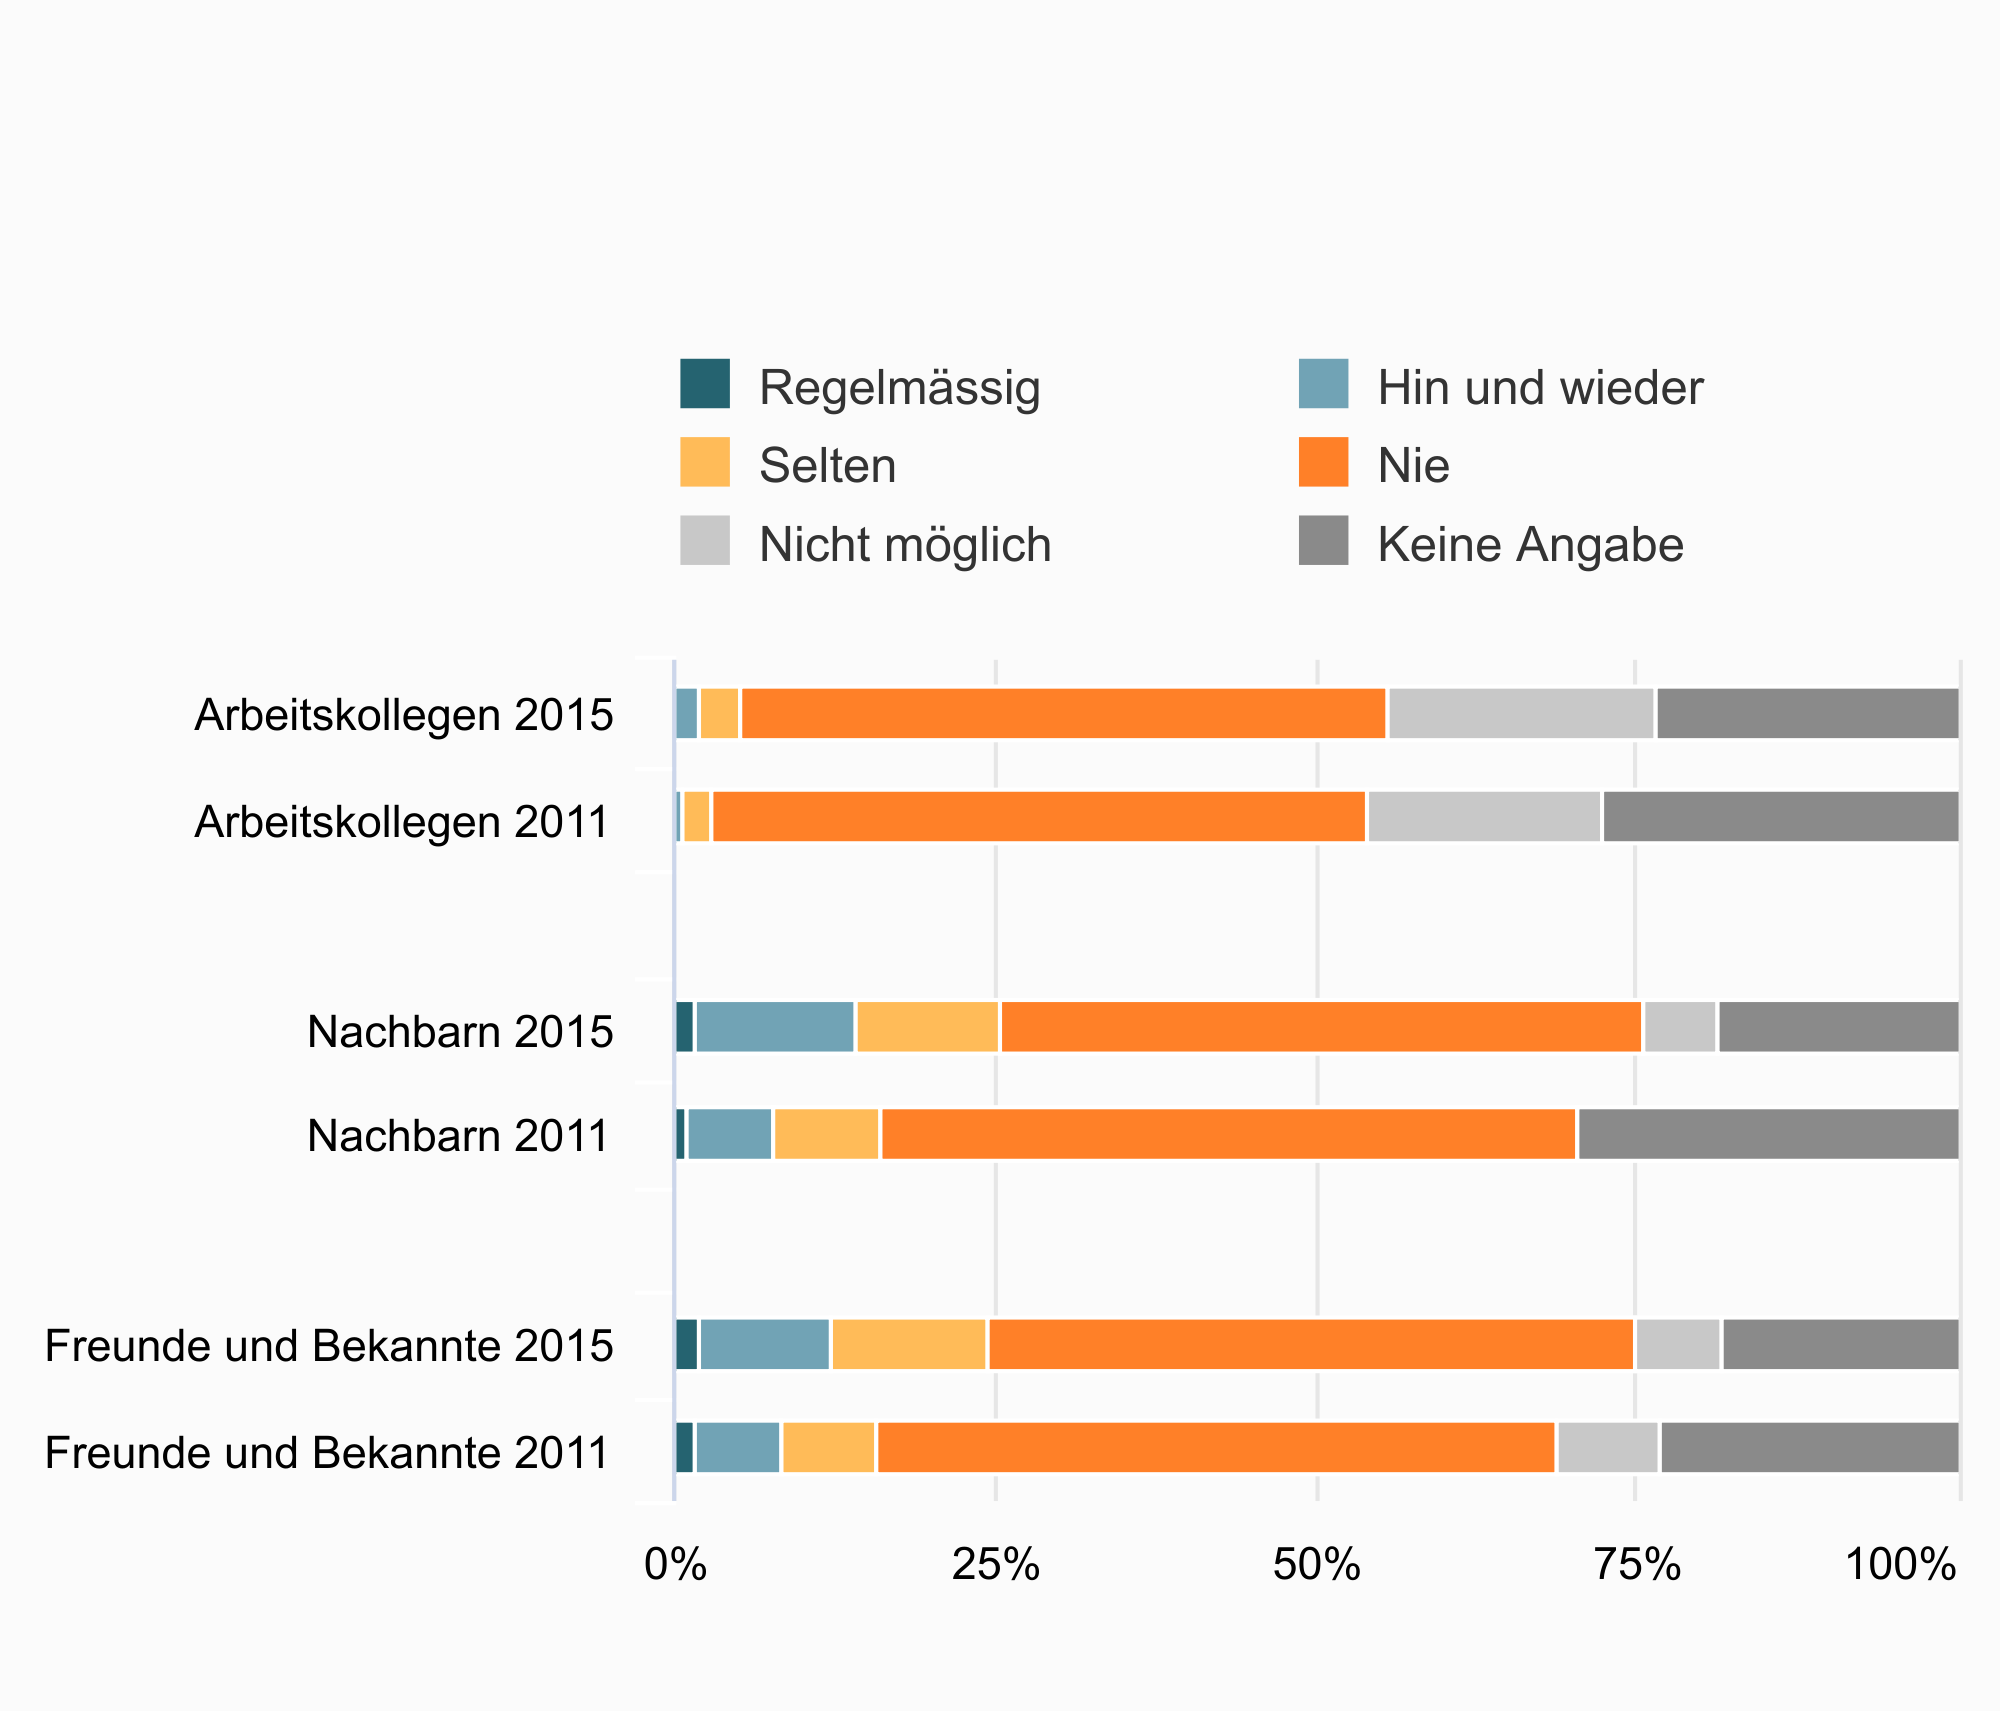 Regelmässig Hin und wieder
Selten Nie
Nicht möglich Keine Angabe
Arbeitskollegen 2015
Arbeitskollegen 2011
Nachbarn 2015
Nachbarn 2011
Freunde und Bekannte 2015
Freunde und Bekannte 2011
0% 25% 50% 75% 100%